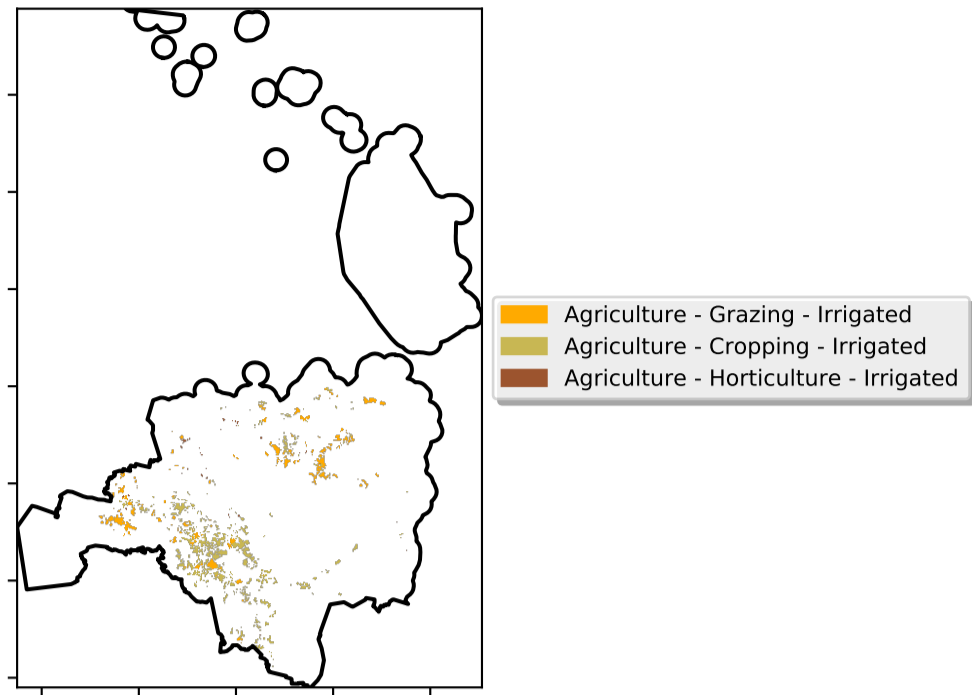 Agriculture - Grazing - Irrigated
Agriculture - Cropping - Irrigated
Agriculture - Horticulture - Irrigated